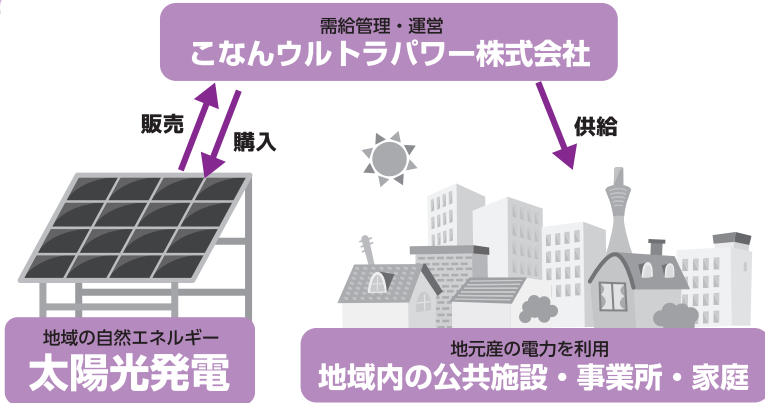 需給管理・運営
こなんウルトラパワー株式会社
販売
購入
供給
地域の自然エネルギー
太陽光発電
地元産の電力を利用
地域内の公共施設・事業所・家庭